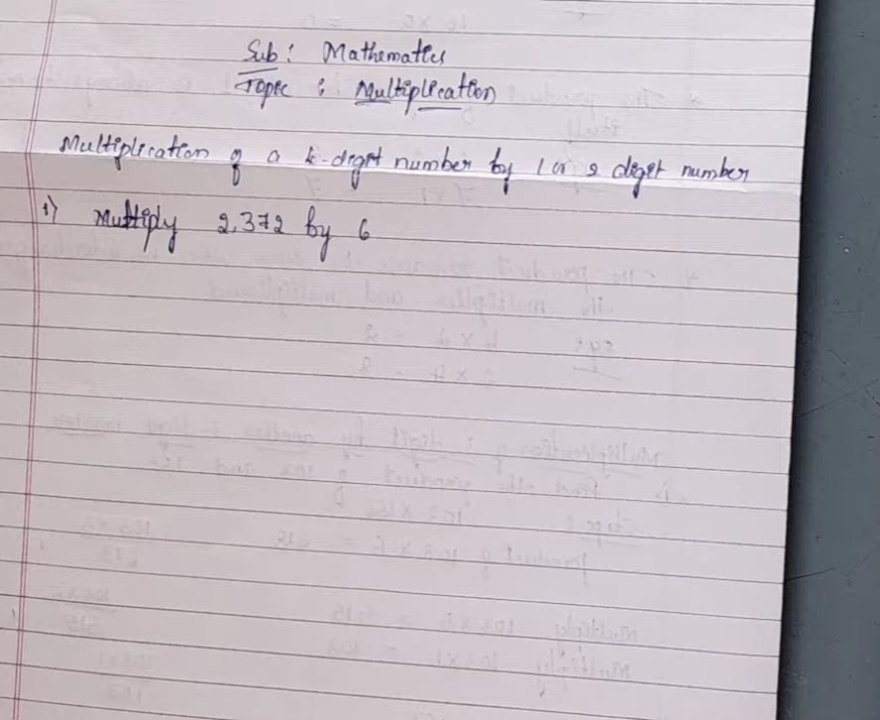 Sub: Mathematics
Topic: Multiplication
Multiplication of a 4-digit number by 1 or 2 digit number
1) Multiply 2,372 by 6